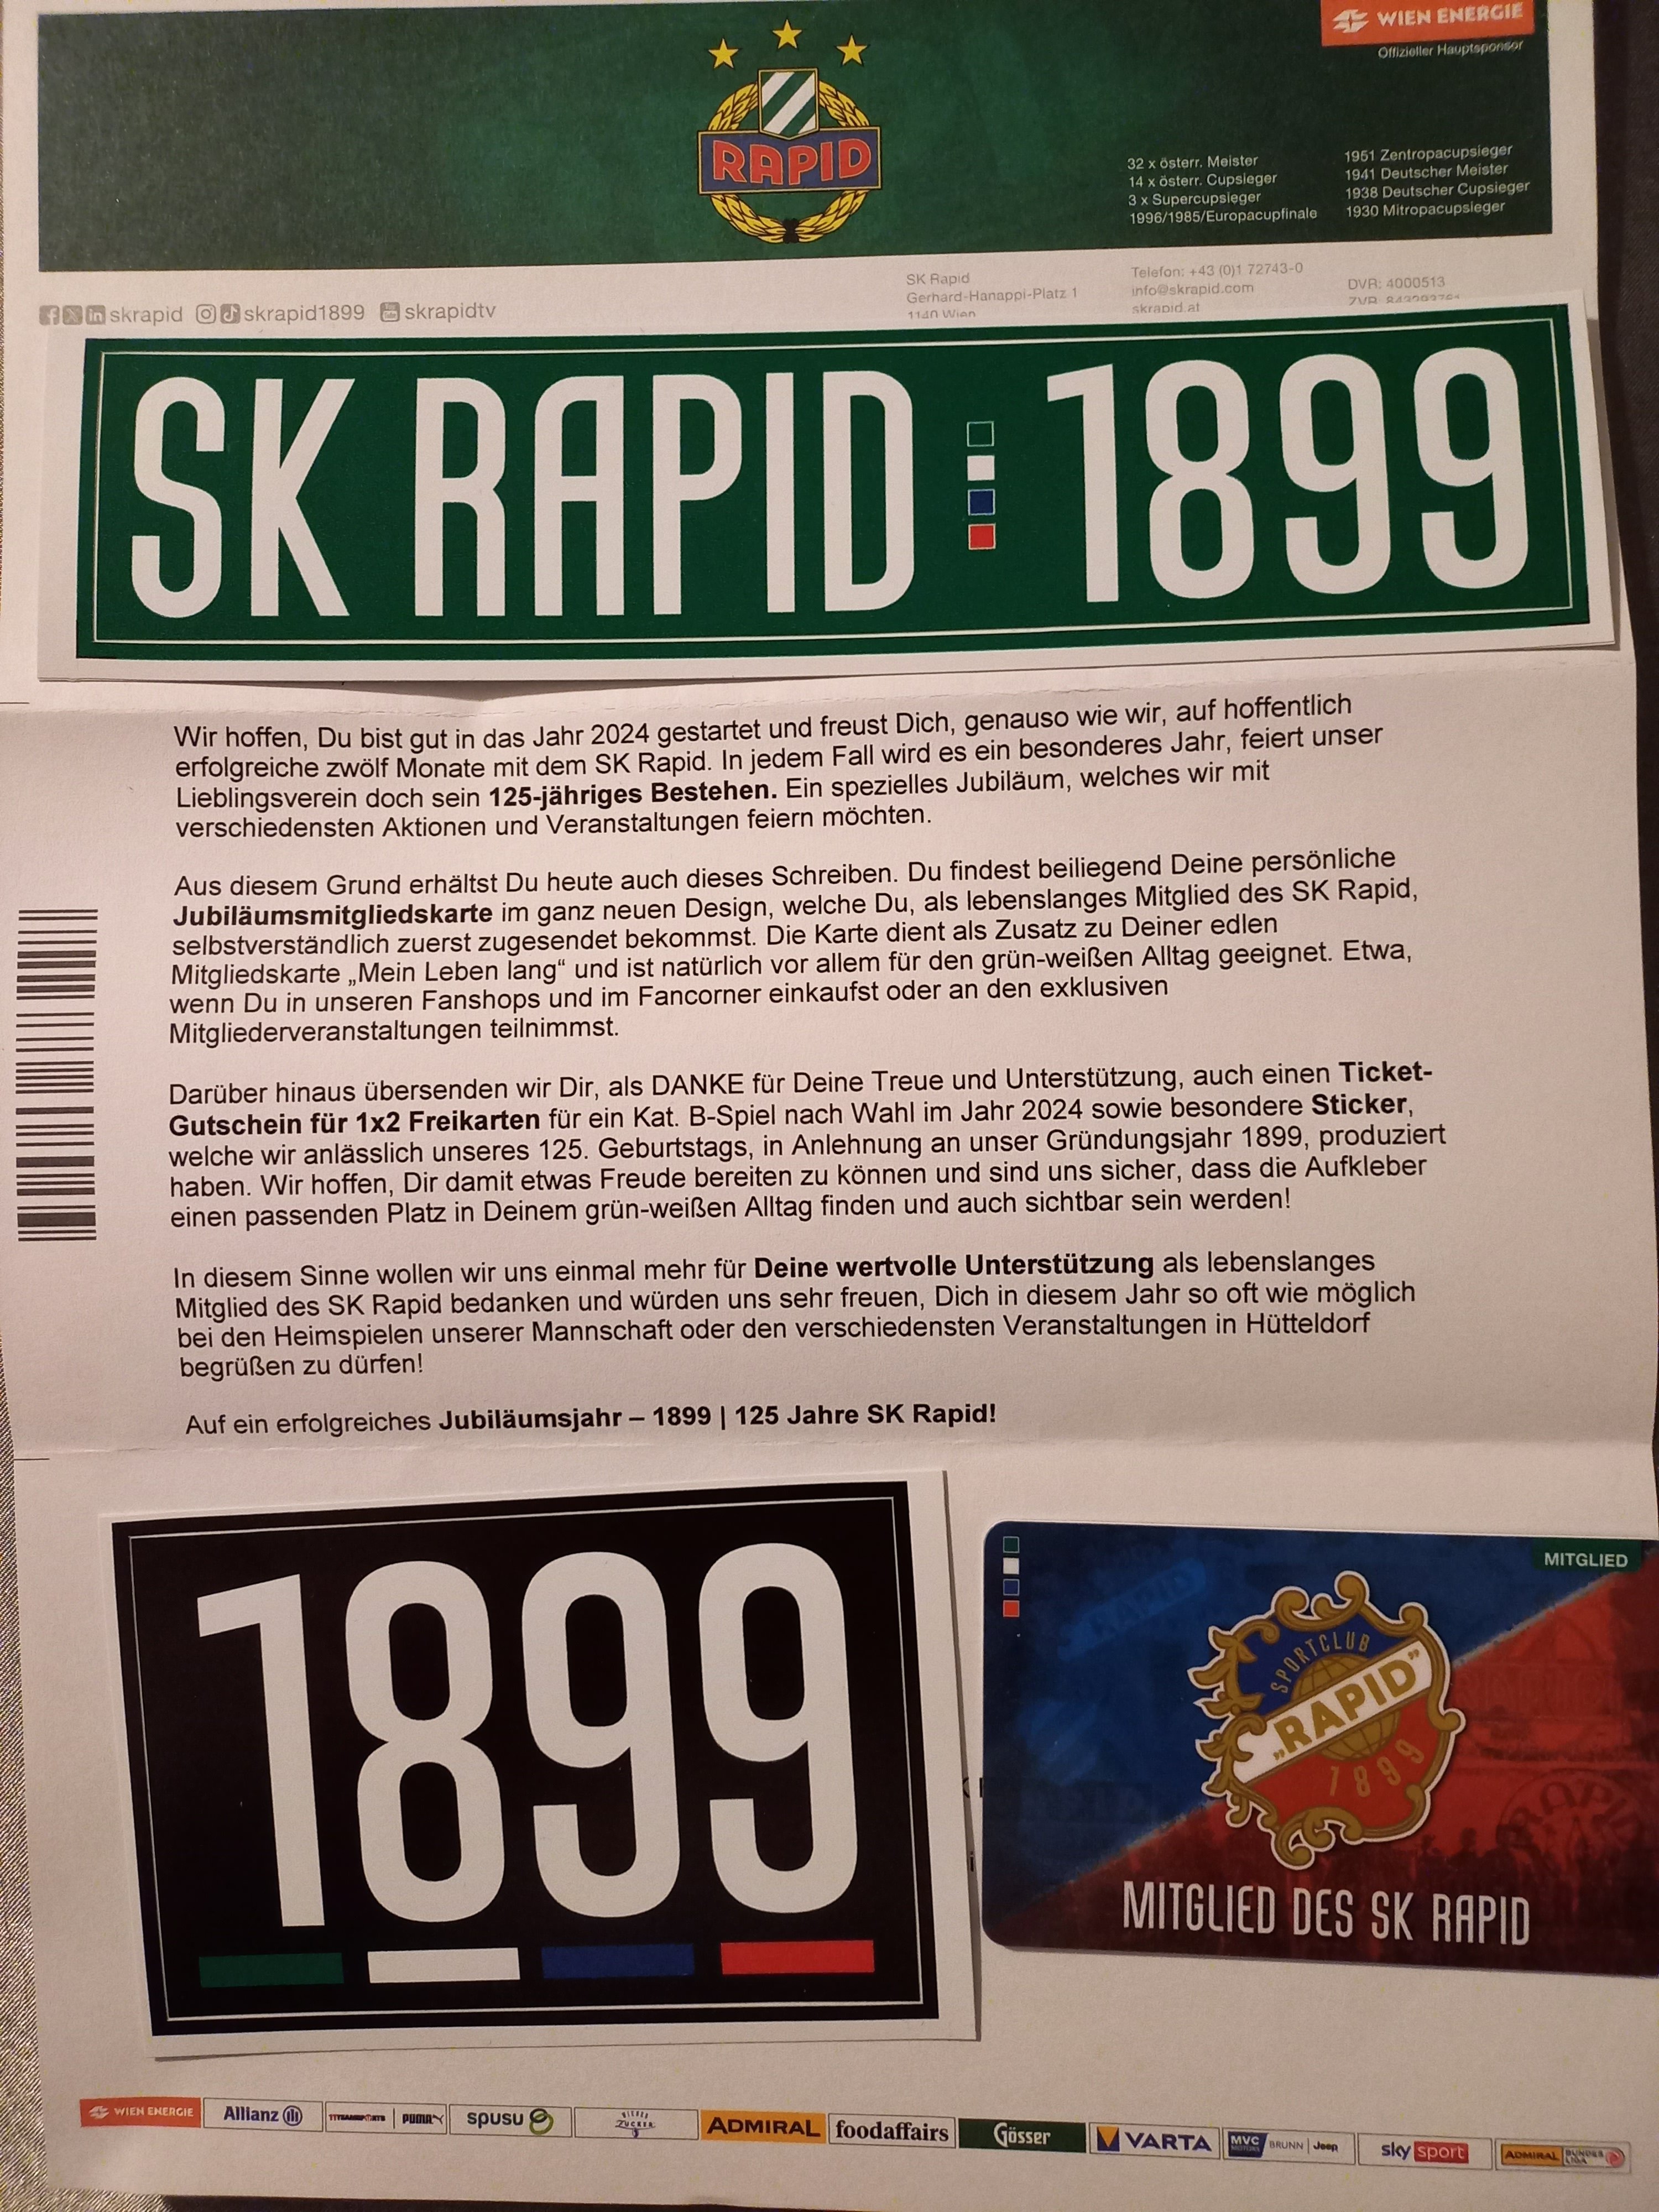 WIEN ENERGIE
Offizieller Hauptsponsor
RAPID
32 x österr. Meister
14 x österr. Cupsieger
3 x Supercupsieger
1996/1985/Europacupfinale
1951 Zentropacupsieger
1941 Deutscher Meister
1938 Deutscher Cupsieger
1930 Mitropacupsieger
skrapid skrapid1899 skrapidtv
SK Rapid
Gerhard-Hanappi-Platz 1
1140 Wien
Telefon: +43 (0)1 72743-0
info@skrapid.com
skrapid.at
DVR: 4000513
SK RAPID 1899
Wir hoffen, Du bist gut in das Jahr 2024 gestartet und freust Dich, genauso wie wir, auf hoffentlich
erfolgreiche zwölf Monate mit dem SK Rapid. In jedem Fall wird es ein besonderes Jahr, feiert unser
Lieblingsverein doch sein 125-jähriges Bestehen. Ein spezielles Jubiläum, welches wir mit
verschiedensten Aktionen und Veranstaltungen feiern möchten.
Aus diesem Grund erhältst Du heute auch dieses Schreiben. Du findest beiliegend Deine persönliche
Jubiläumsmitgliedskarte im ganz neuen Design, welche Du, als lebenslanges Mitglied des SK Rapid,
selbstverständlich zuerst zugesendet bekommst. Die Karte dient als Zusatz zu Deiner edlen
Mitgliedskarte „Mein Leben lang“ und ist natürlich vor allem für den grün-weißen Alltag geeignet. Etwa,
wenn Du in unseren Fanshops und im Fancorner einkaufst oder an den exklusiven
Mitgliederveranstaltungen teilnimmst.
Darüber hinaus übersenden wir Dir, als DANKE für Deine Treue und Unterstützung, auch einen Ticket-
Gutschein für 1x2 Freikarten für ein Kat. B-Spiel nach Wahl im Jahr 2024 sowie besondere Sticker,
welche wir anlässlich unseres 125. Geburtstags, in Anlehnung an unser Gründungsjahr 1899, produziert
haben. Wir hoffen, Dir damit etwas Freude bereiten zu können und sind uns sicher, dass die Aufkleber
einen passenden Platz in Deinem grün-weißen Alltag finden und auch sichtbar sein werden!
In diesem Sinne wollen wir uns einmal mehr für Deine wertvolle Unterstützung als lebenslanges
Mitglied des SK Rapid bedanken und würden uns sehr freuen, Dich in diesem Jahr so oft wie möglich
bei den Heimspielen unserer Mannschaft oder den verschiedensten Veranstaltungen in Hütteldorf
begrüßen zu dürfen!
Auf ein erfolgreiches Jubiläumsjahr – 1899 | 125 Jahre SK Rapid!
1899
MITGLIED
SPORTCLUB
„RAPID”
1899
RAPID
MITGLIED DES SK RAPID
WIEN ENERGIE Allianz 11TEAMSPORTS PUMA spusu WIENER ZUCKER ADMIRAL foodaffairs Gösser VARTA MVC MOTORS BRUNN Jeep sky sport ADMIRAL BUNDESLIGA